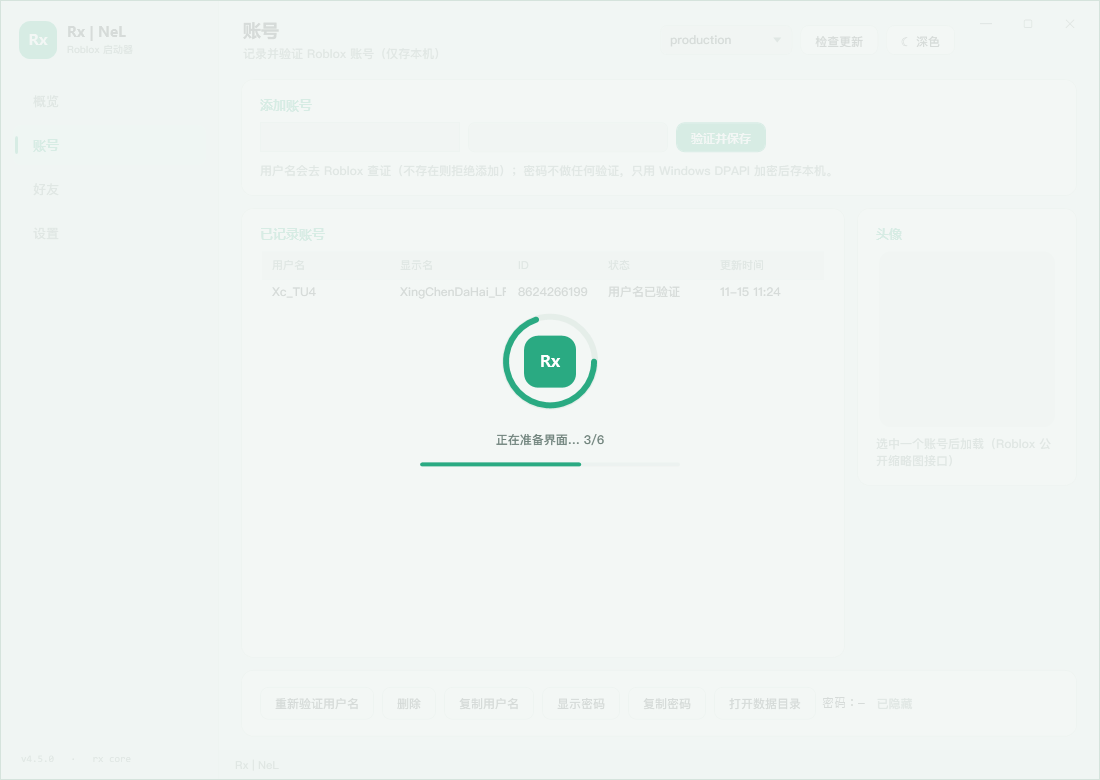 Rx
Rx | NeL
Roblox 启动器
概览
账号
好友
设置
账号
记录并验证 Roblox 账号（仅存本机）
production
检查更新
☾ 深色
添加账号
验证并保存
用户名会去 Roblox 查证（不存在则拒绝添加）；密码不做任何验证，只用 Windows DPAPI 加密后存本机。
已记录账号
用户名 显示名 ID 状态 更新时间
Xc_TU4 XingChenDaHai_LF 8624266199 用户名已验证 11-15 11:24
头像
选中一个账号后加载（Roblox 公
开缩略图接口）
Rx
正在准备界面... 3/6
重新验证用户名 删除 复制用户名 显示密码 复制密码 打开数据目录 密码：— 已隐藏
v4.5.0 · rx core
Rx | NeL